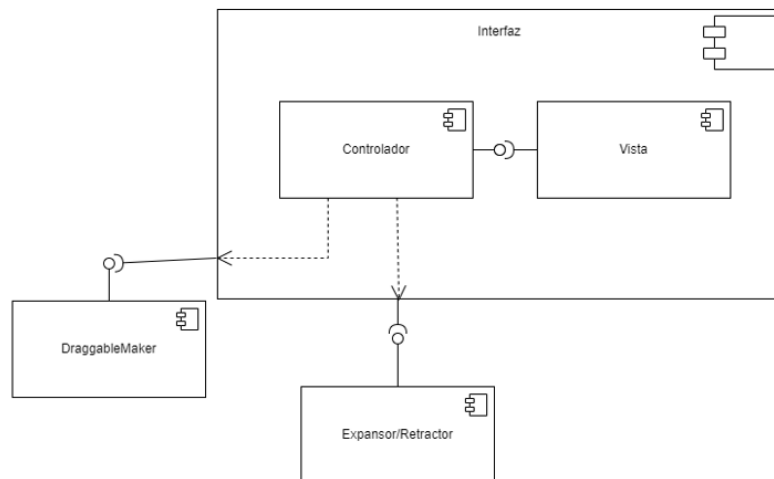 Interfaz
Controlador
Vista
DraggableMaker
Expansor/Retractor